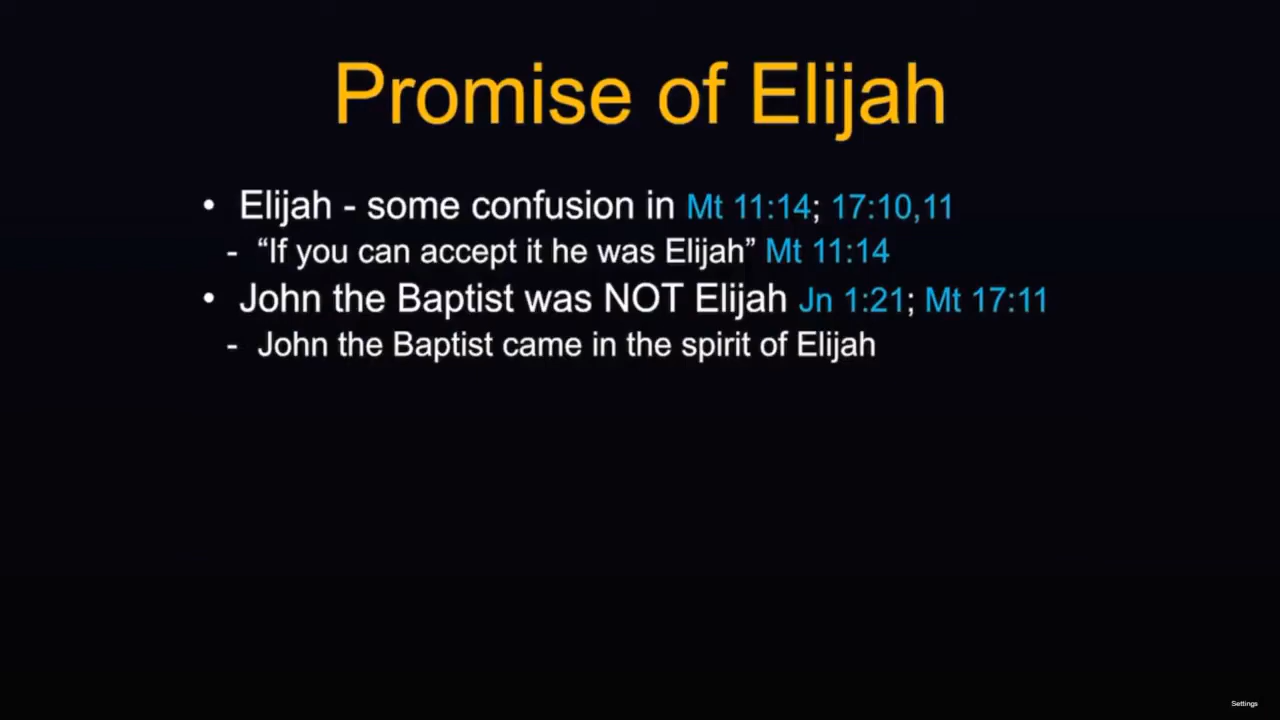 Promise of Elijah
• Elijah - some confusion in Mt 11:14; 17:10,11
- “If you can accept it he was Elijah” Mt 11:14
• John the Baptist was NOT Elijah Jn 1:21; Mt 17:11
- John the Baptist came in the spirit of Elijah
Settings